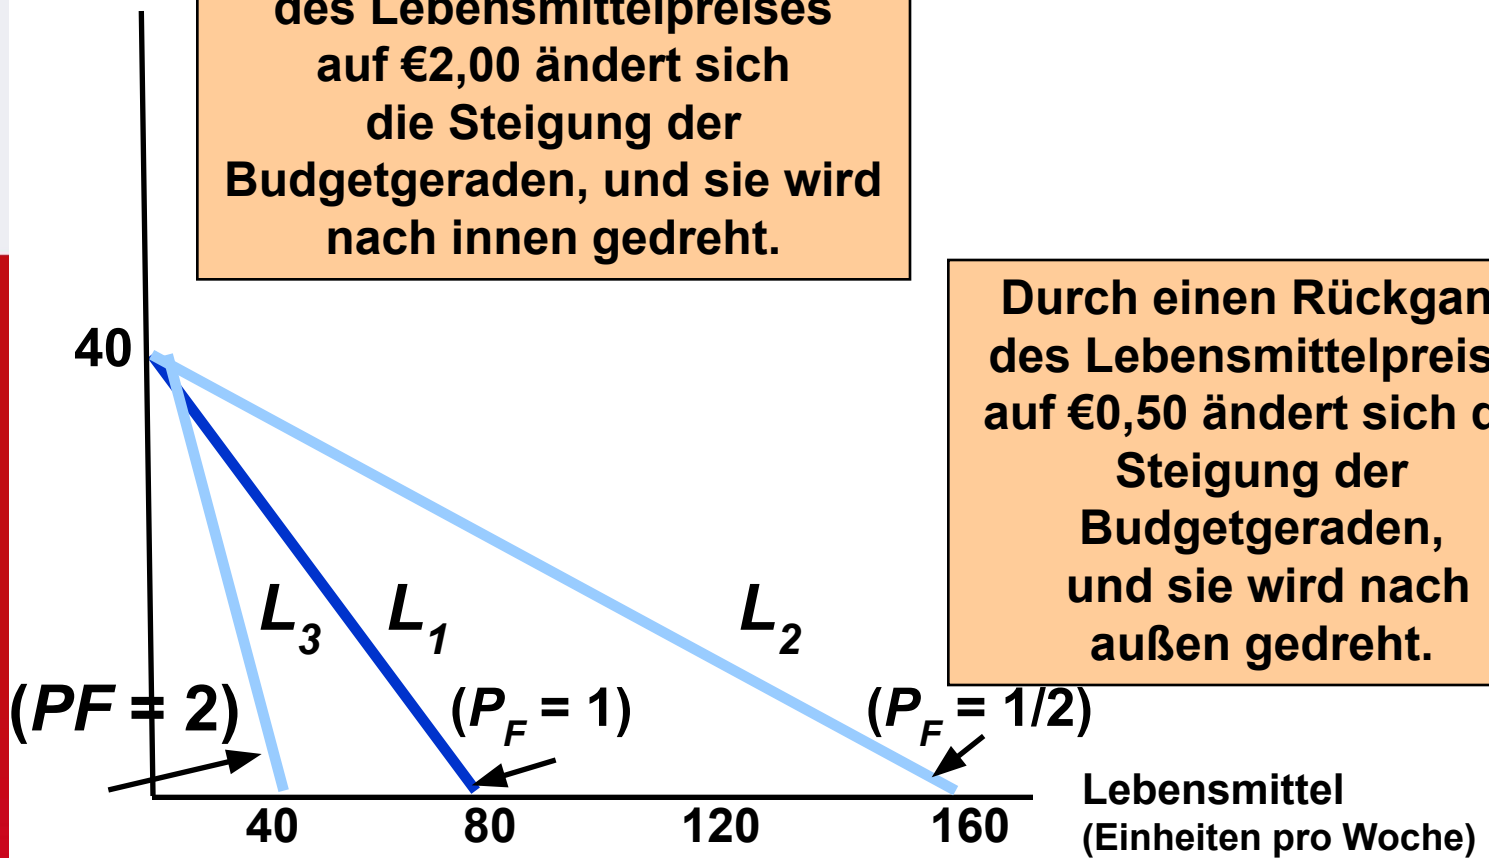 des Lebensmittelpreises
auf €2,00 ändert sich
die Steigung der
Budgetgeraden, und sie wird
nach innen gedreht.
Durch einen Rückgan
des Lebensmittelpreis
auf €0,50 ändert sich d
Steigung der
Budgetgeraden,
und sie wird nach
außen gedreht.
40
L3
L1
L2
(PF = 2)
(PF = 1)
(PF = 1/2)
40
80
120
160
Lebensmittel
(Einheiten pro Woche)